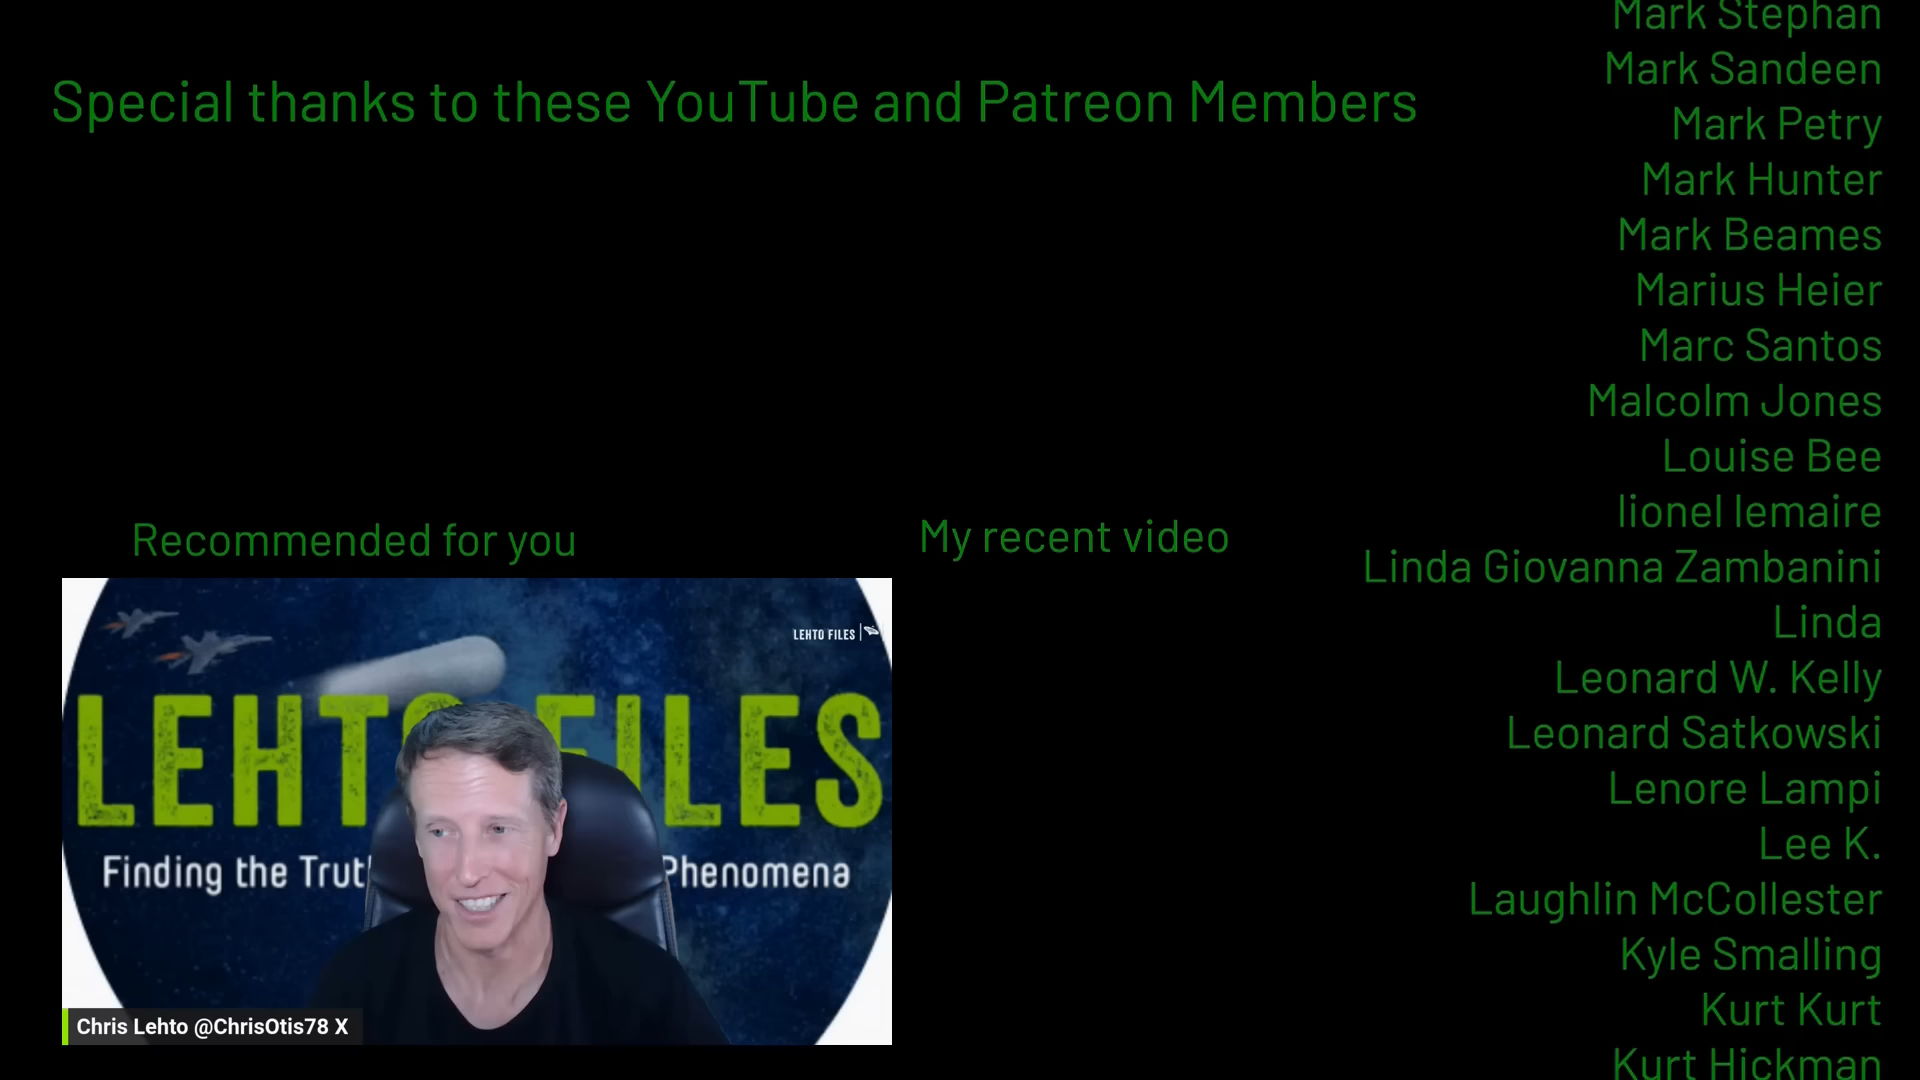 Special thanks to these YouTube and Patreon Members
Mark Stephan
Mark Sandeen
Mark Petry
Mark Hunter
Mark Beames
Marius Heier
Marc Santos
Malcolm Jones
Louise Bee
lionel lemaire
Linda Giovanna Zambanini
Linda
Leonard W. Kelly
Leonard Satkowski
Lenore Lampi
Lee K.
Laughlin McCollester
Kyle Smalling
Kurt Kurt
Kurt Hickman
Recommended for you
My recent video
LEHTO FILES
LEHTO FILES
Finding the Trut Phenomena
Chris Lehto @ChrisOtis78 X